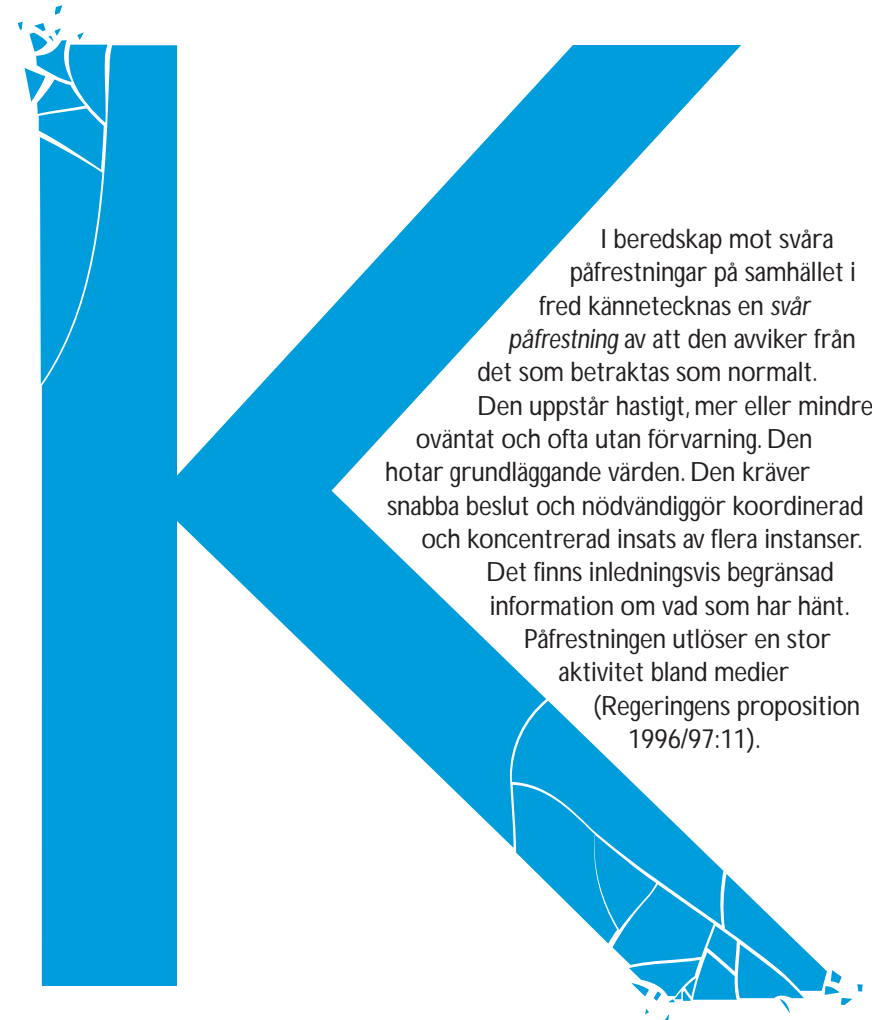 K
I beredskap mot svåra
påfrestningar på samhället i
fred kännetecknas en svår
påfrestning av att den avviker från
det som betraktas som normalt.
Den uppstår hastigt, mer eller mindre
oväntat och ofta utan förvarning. Den
hotar grundläggande värden. Den kräver
snabba beslut och nödvändiggör koordinerad
och koncentrerad insats av flera instanser.
Det finns inledningsvis begränsad
information om vad som har hänt.
Påfrestningen utlöser en stor
aktivitet bland medier
(Regeringens proposition
1996/97:11).